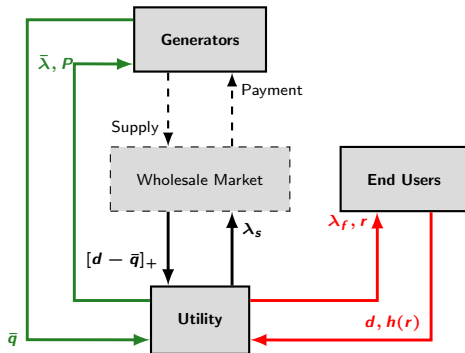 Generators
λ̄, P
Payment
Supply
Wholesale Market
End Users
λ_f, r
λ_s
[d − q̄]₊
Utility
d, h(r)
q̄